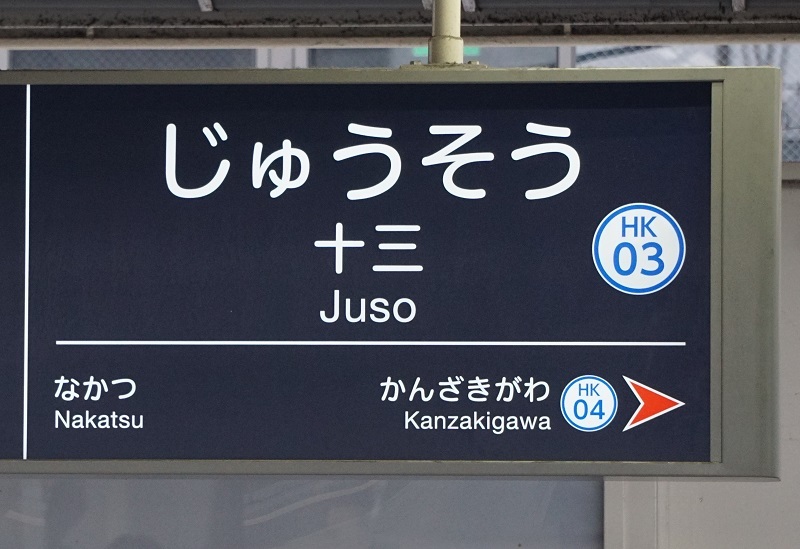 じゅうそう
十三
Juso
HK
03
なかつ
Nakatsu
かんざきがわ
Kanzakigawa
HK
04